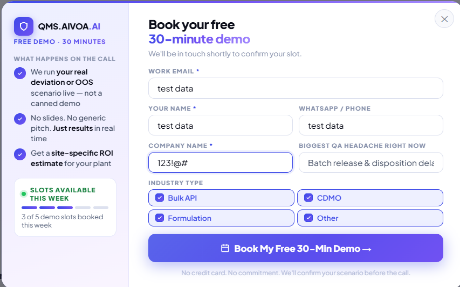 QMS.AIVOA.AI
FREE DEMO · 30 MINUTES
WHAT HAPPENS ON THE CALL
We run your real
deviation or OOS
scenario live — not a
canned demo
No slides. No generic
pitch. Just results in real
time
Get a site-specific ROI
estimate for your plant
SLOTS AVAILABLE
THIS WEEK
3 of 5 demo slots booked
this week
Book your free
30-minute demo
We'll be in touch shortly to confirm your slot.
WORK EMAIL *
test data
YOUR NAME * WHATSAPP / PHONE
test data test data
COMPANY NAME * BIGGEST QA HEADACHE RIGHT NOW
123!@# Batch release & disposition dela
INDUSTRY TYPE
Bulk API CDMO
Formulation Other
Book My Free 30-Min Demo →
No credit card. No commitment. We'll confirm your scenario before the call.